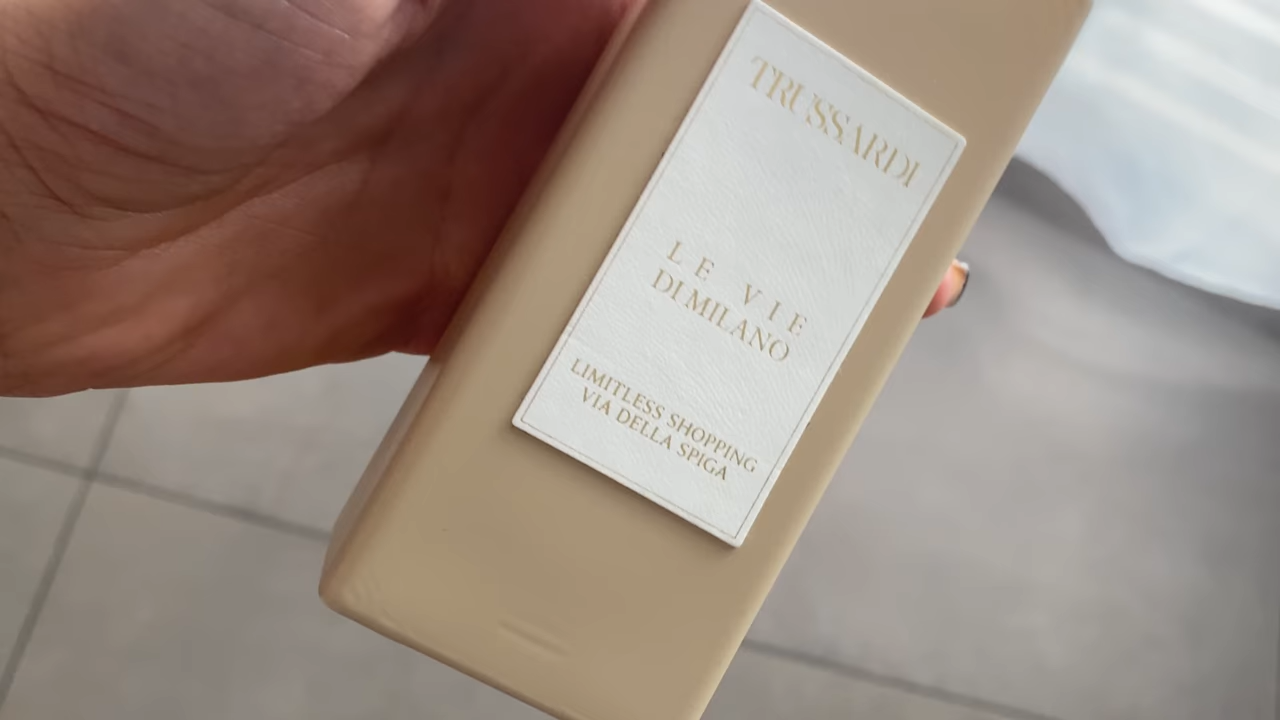 TRUSSARDI
LE VIE
DI MILANO
LIMITLESS SHOPPING
VIA DELLA SPIGA